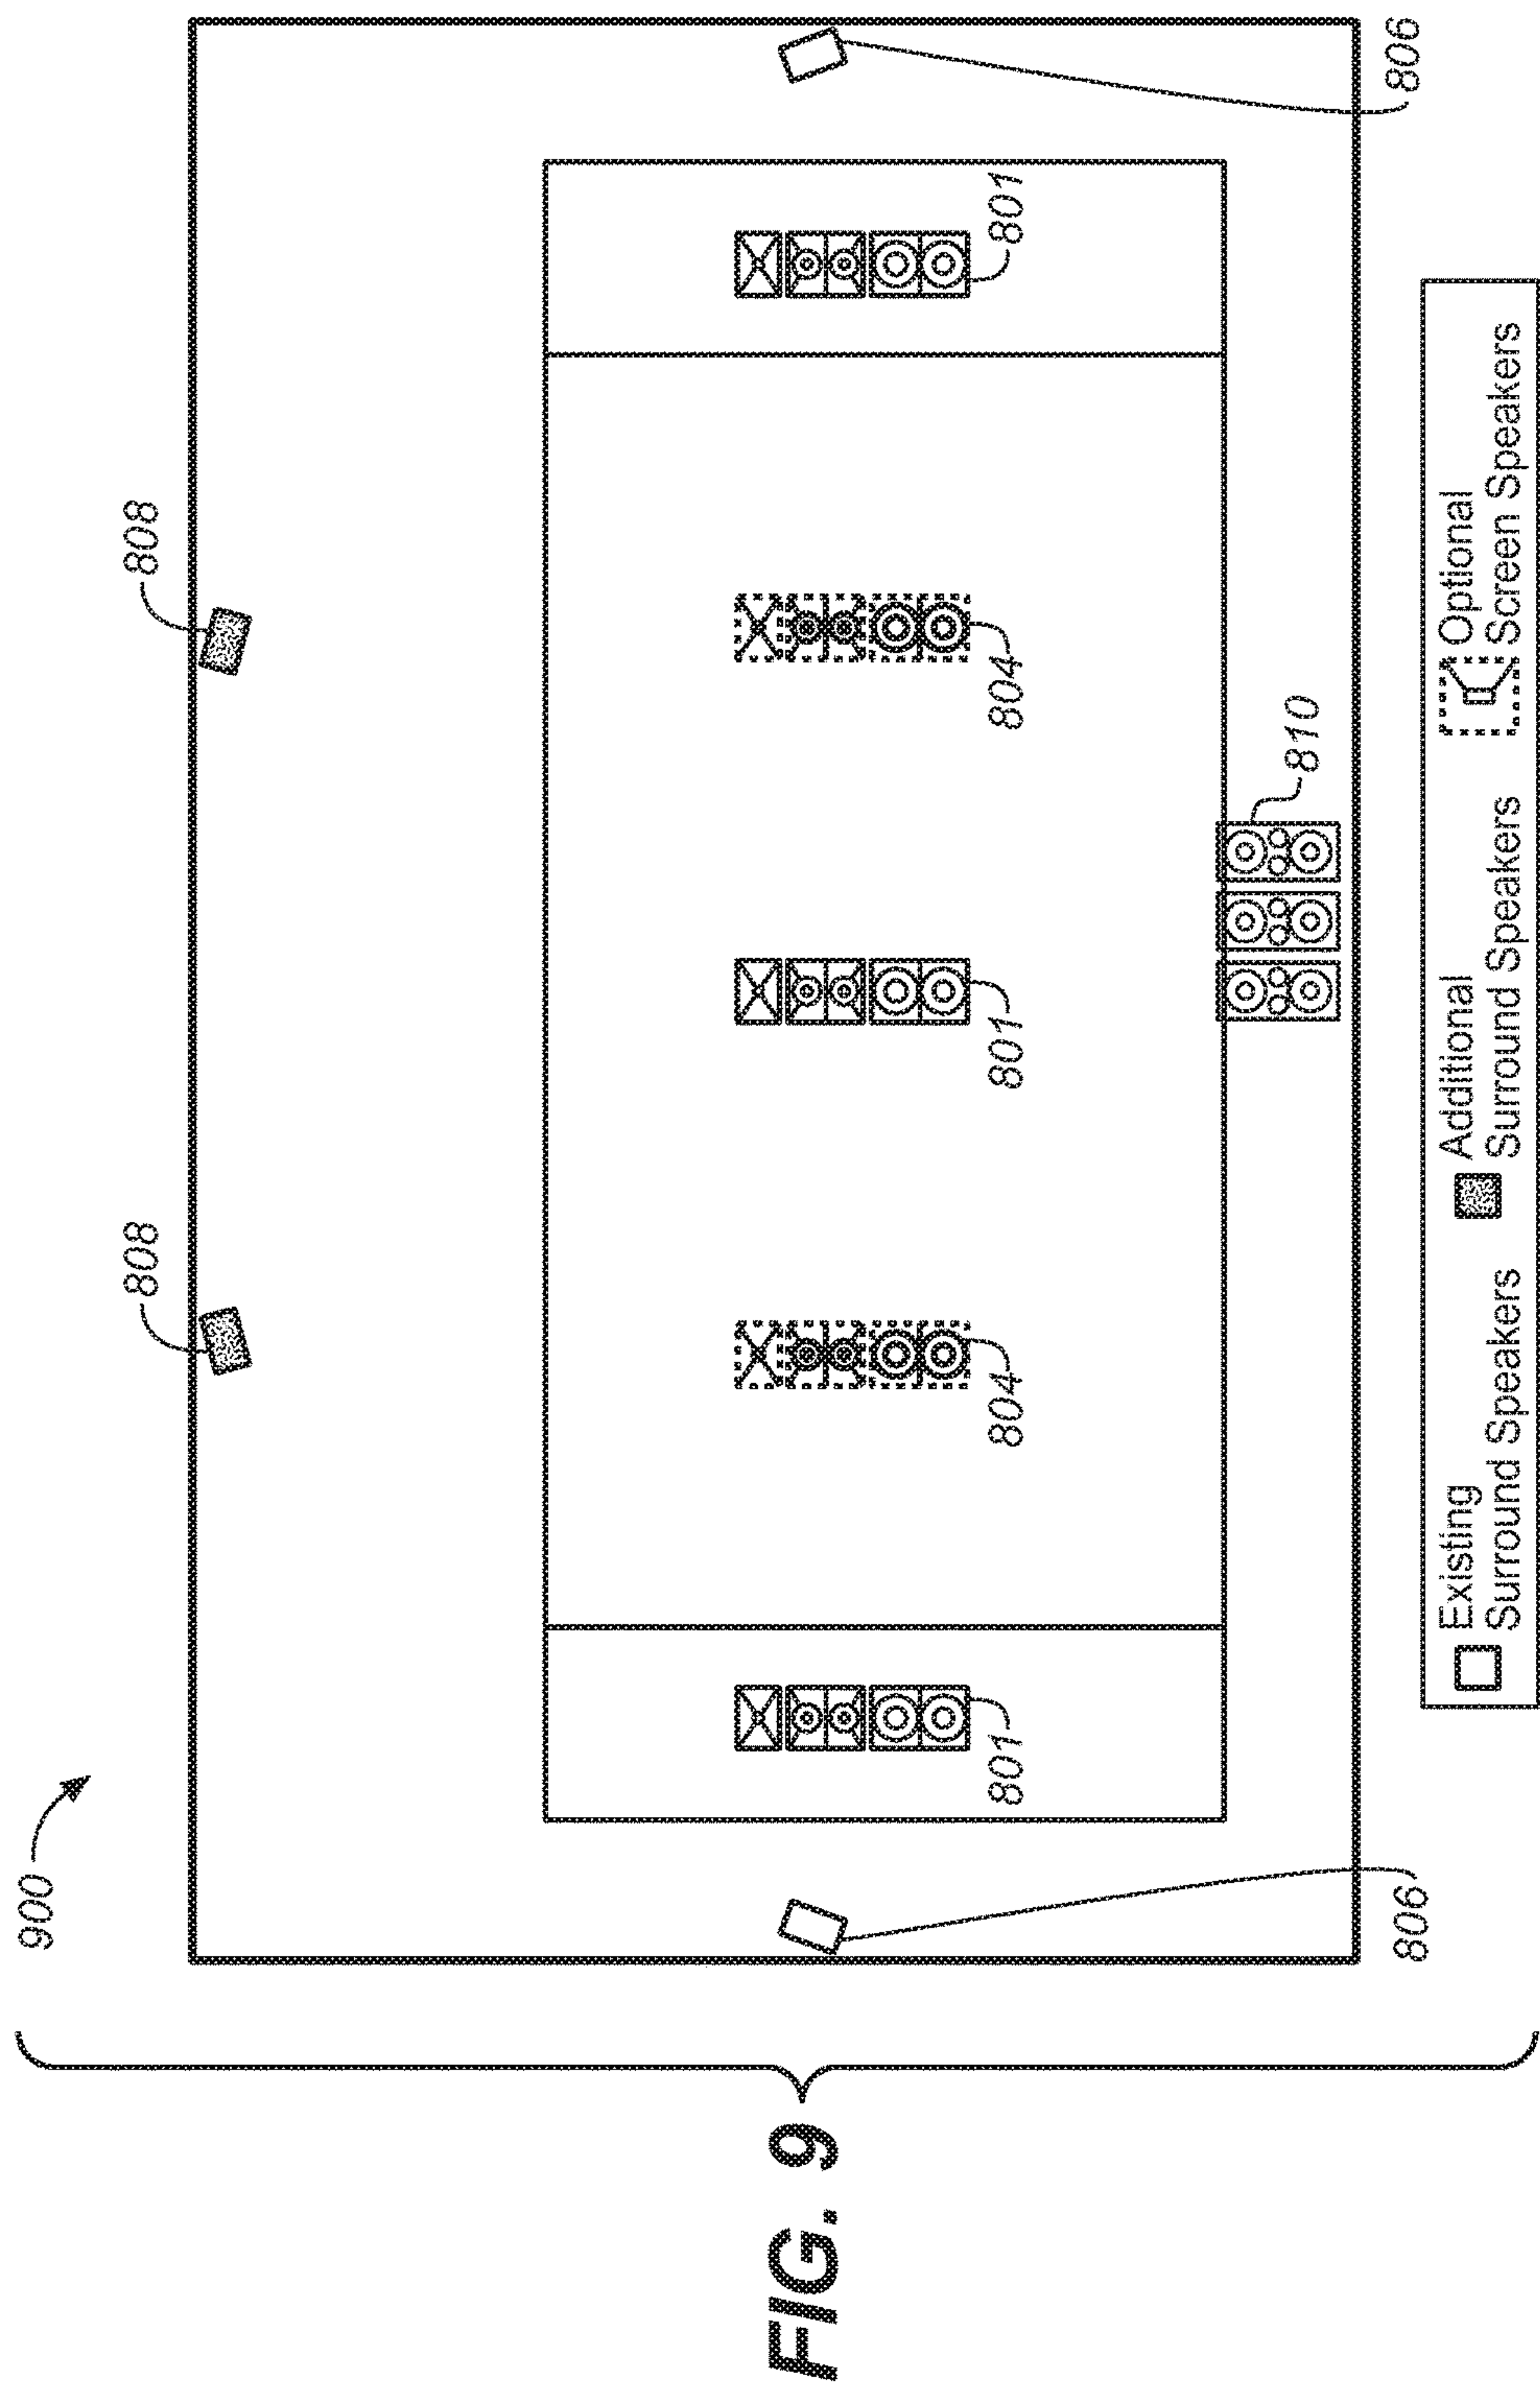 900
808
808
801
804
801
804
801
810
806
806
Existing
Surround Speakers
Additional
Surround Speakers
Optional
Screen Speakers
FIG. 9